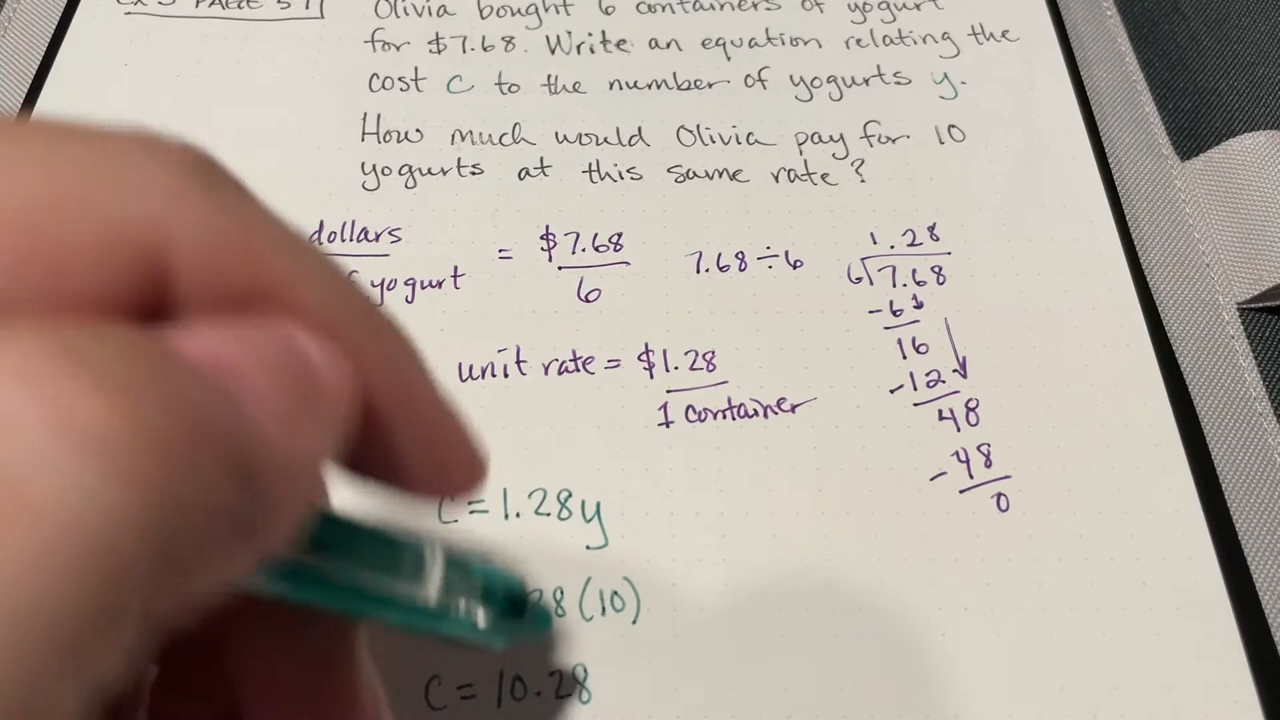 PAGE 51
Olivia bought 6 containers of yogurt
for $7.68. Write an equation relating the
cost C to the number of yogurts y.
How much would Olivia pay for 10
yogurts at this same rate?
dollars
yogurt
= $7.68
6
7.68÷6
1.28
6)7.68
-6
16
-12
48
-48
0
unit rate = $1.28
1 container
C=1.28y
28(10)
C=10.28